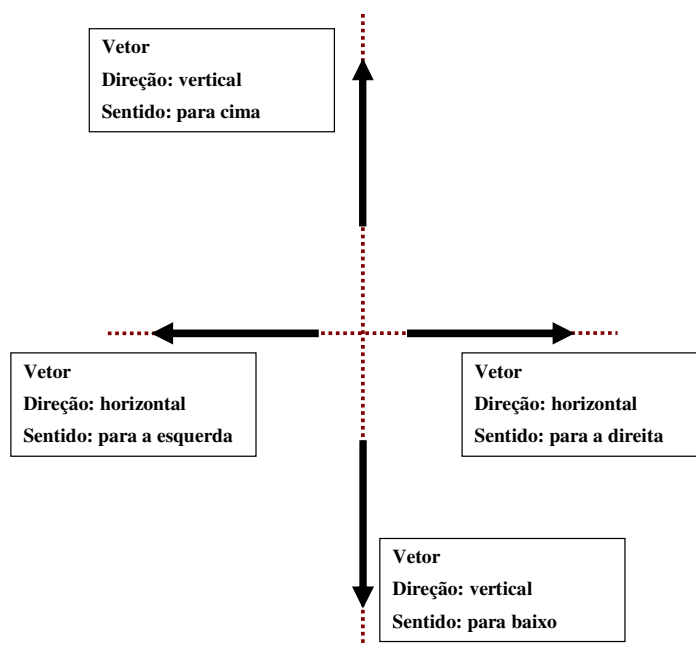 Vetor
Direção: vertical
Sentido: para cima
Vetor
Direção: horizontal
Sentido: para a esquerda
Vetor
Direção: horizontal
Sentido: para a direita
Vetor
Direção: vertical
Sentido: para baixo